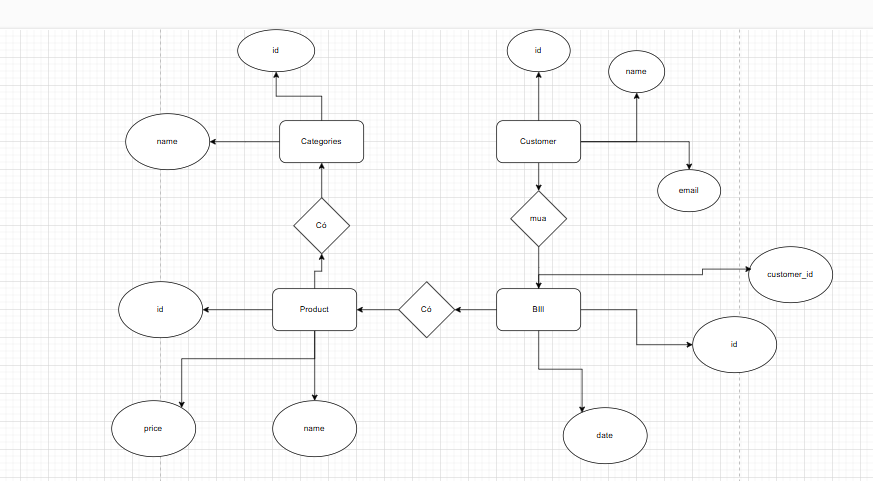 id
id
name
name
Categories
Customer
email
Có
mua
customer_id
id
Product
Có
BIll
id
price
name
date